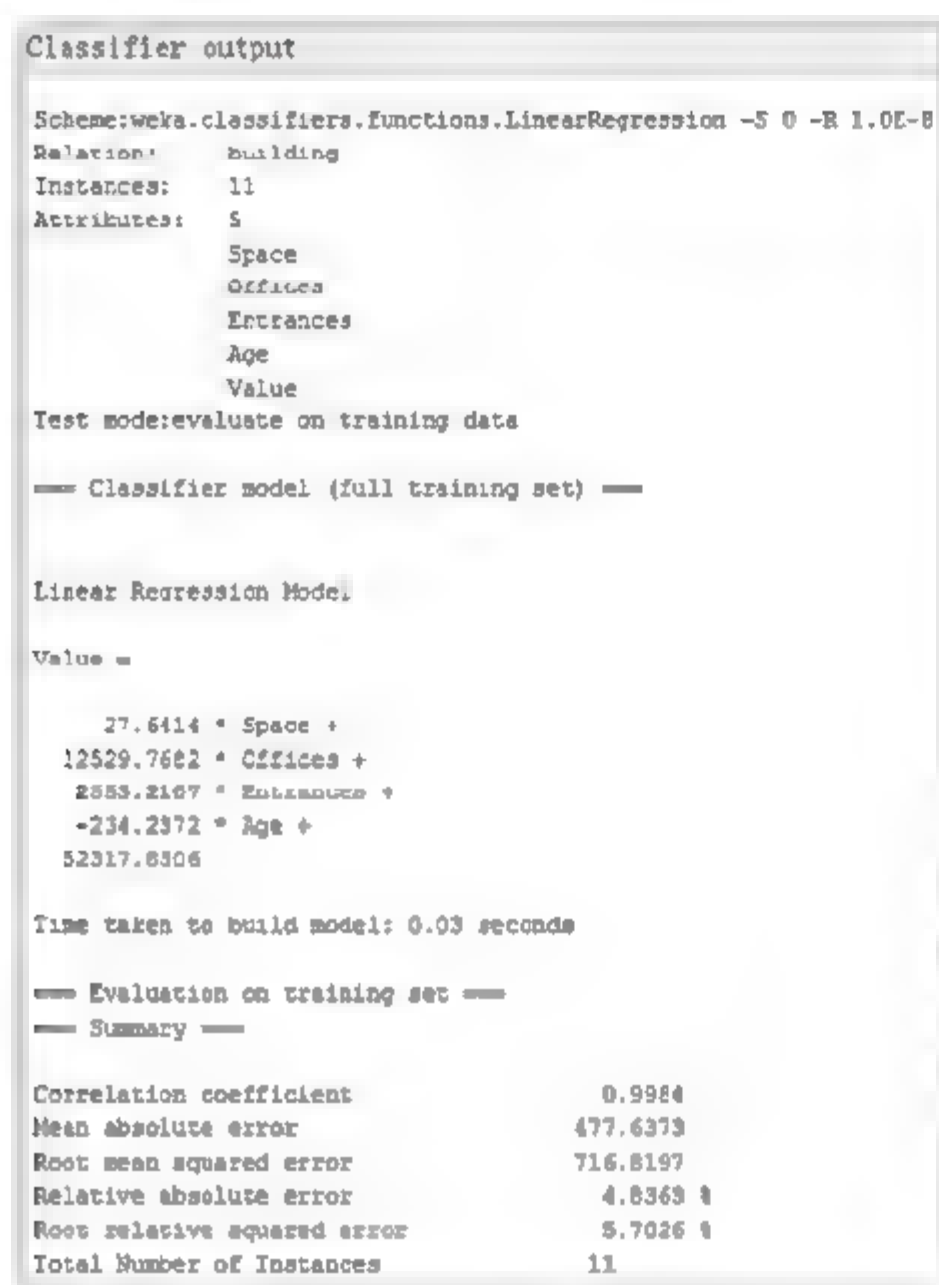 Classifier output
Scheme:weka.classifiers.functions.LinearRegression -S 0 -R 1.0E-8
Relation: building
Instances: 11
Attributes: 5
Space
Offices
Entrances
Age
Value
Test mode:evaluate on training data
=== Classifier model (full training set) ===
Linear Regression Model
Value =
27.6414 * Space +
12529.7682 * Offices +
2553.2107 * Entrances +
-234.2372 * Age +
52317.8306
Time taken to build model: 0.03 seconds
=== Evaluation on training set ===
=== Summary ===
Correlation coefficient 0.9984
Mean absolute error 477.6373
Root mean squared error 716.8197
Relative absolute error 4.8363 %
Root relative squared error 5.7026 %
Total Number of Instances 11